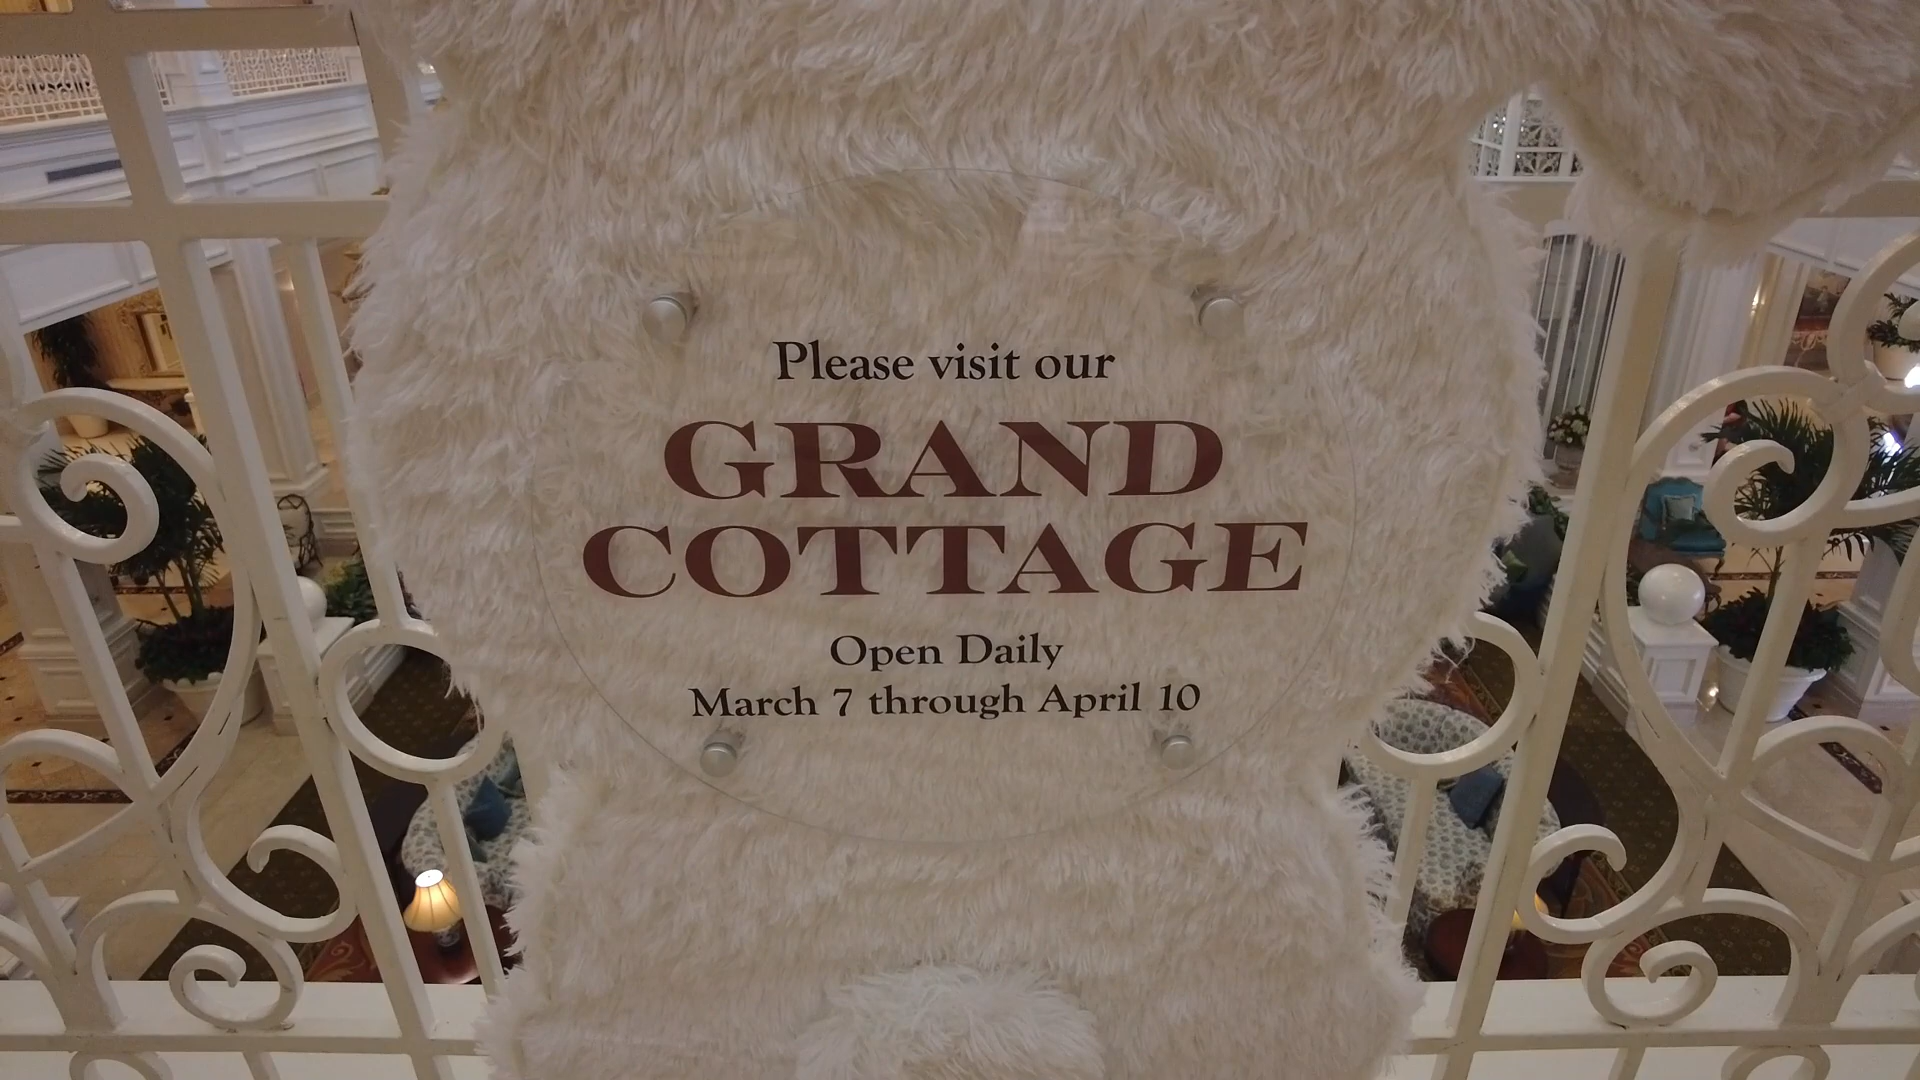 Please visit our
GRAND
COTTAGE
Open Daily
March 7 through April 10